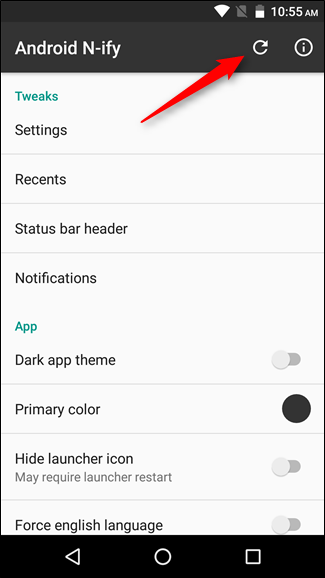 10:55 AM
Android N-ify
Tweaks
Settings
Recents
Status bar header
Notifications
App
Dark app theme
Primary color
Hide launcher icon
May require launcher restart
Force english language